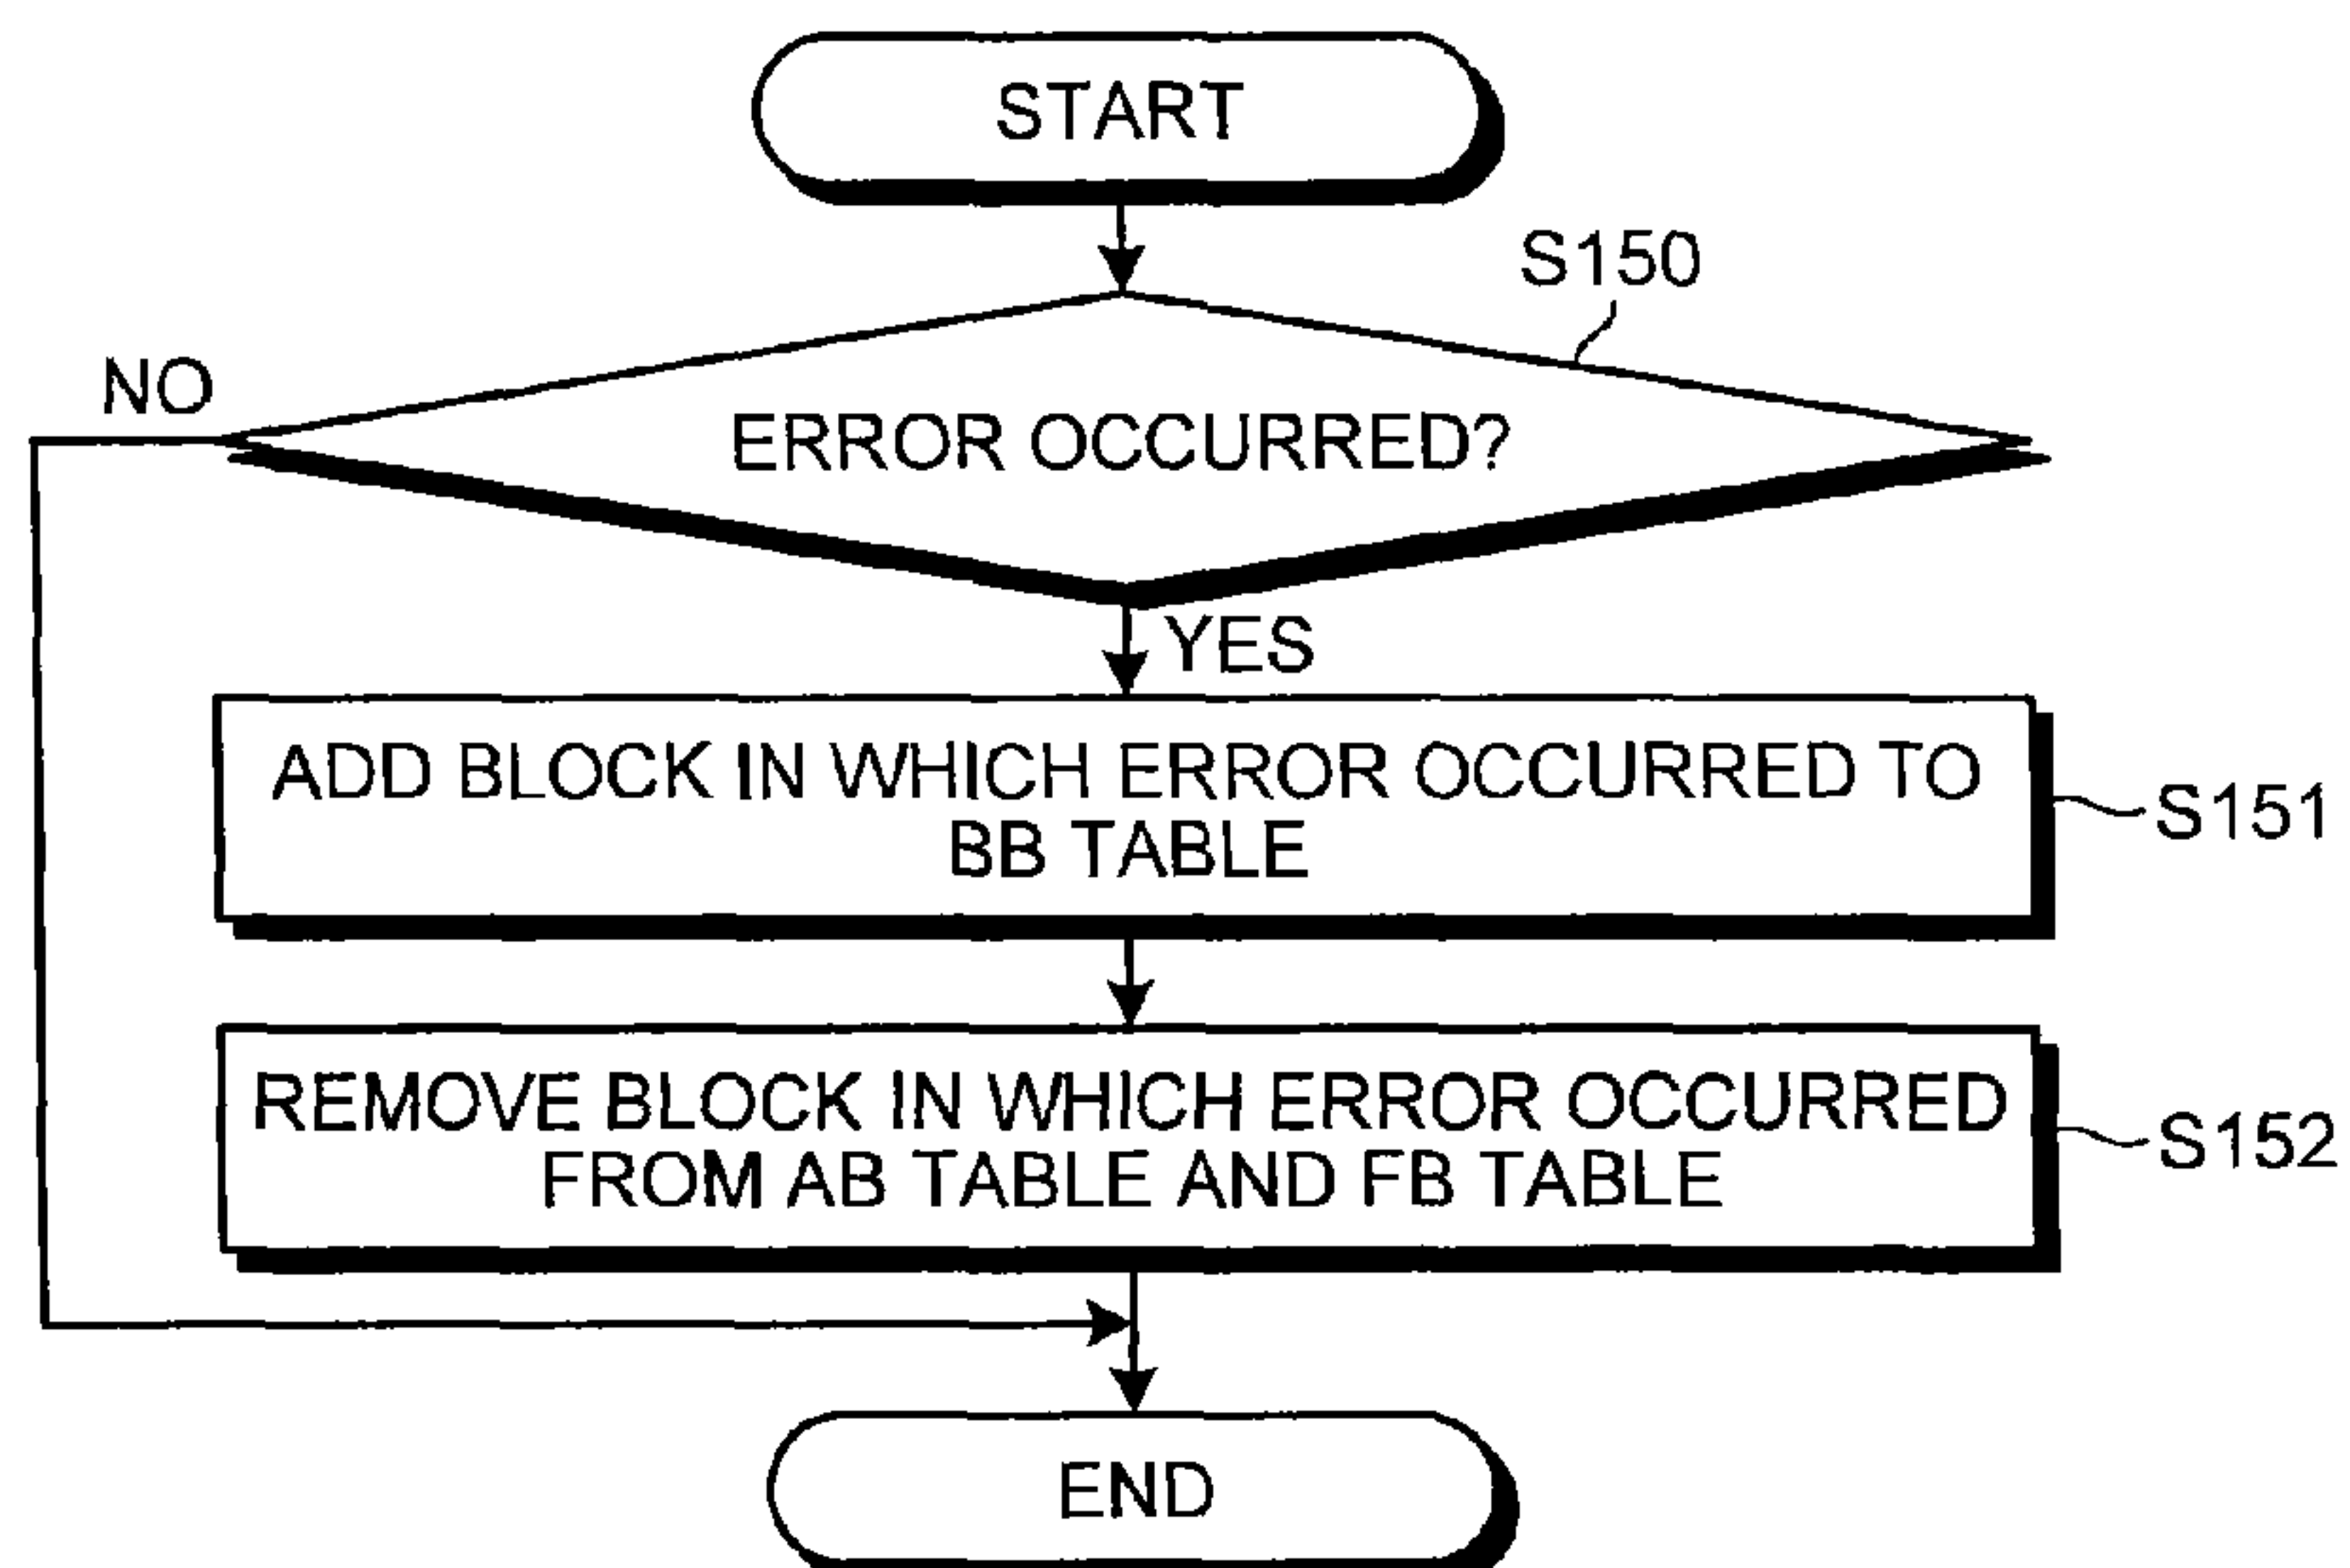 START
S150
NO
ERROR OCCURRED?
YES
ADD BLOCK IN WHICH ERROR OCCURRED TO
BB TABLE
S151
REMOVE BLOCK IN WHICH ERROR OCCURRED
FROM AB TABLE AND FB TABLE
S152
END